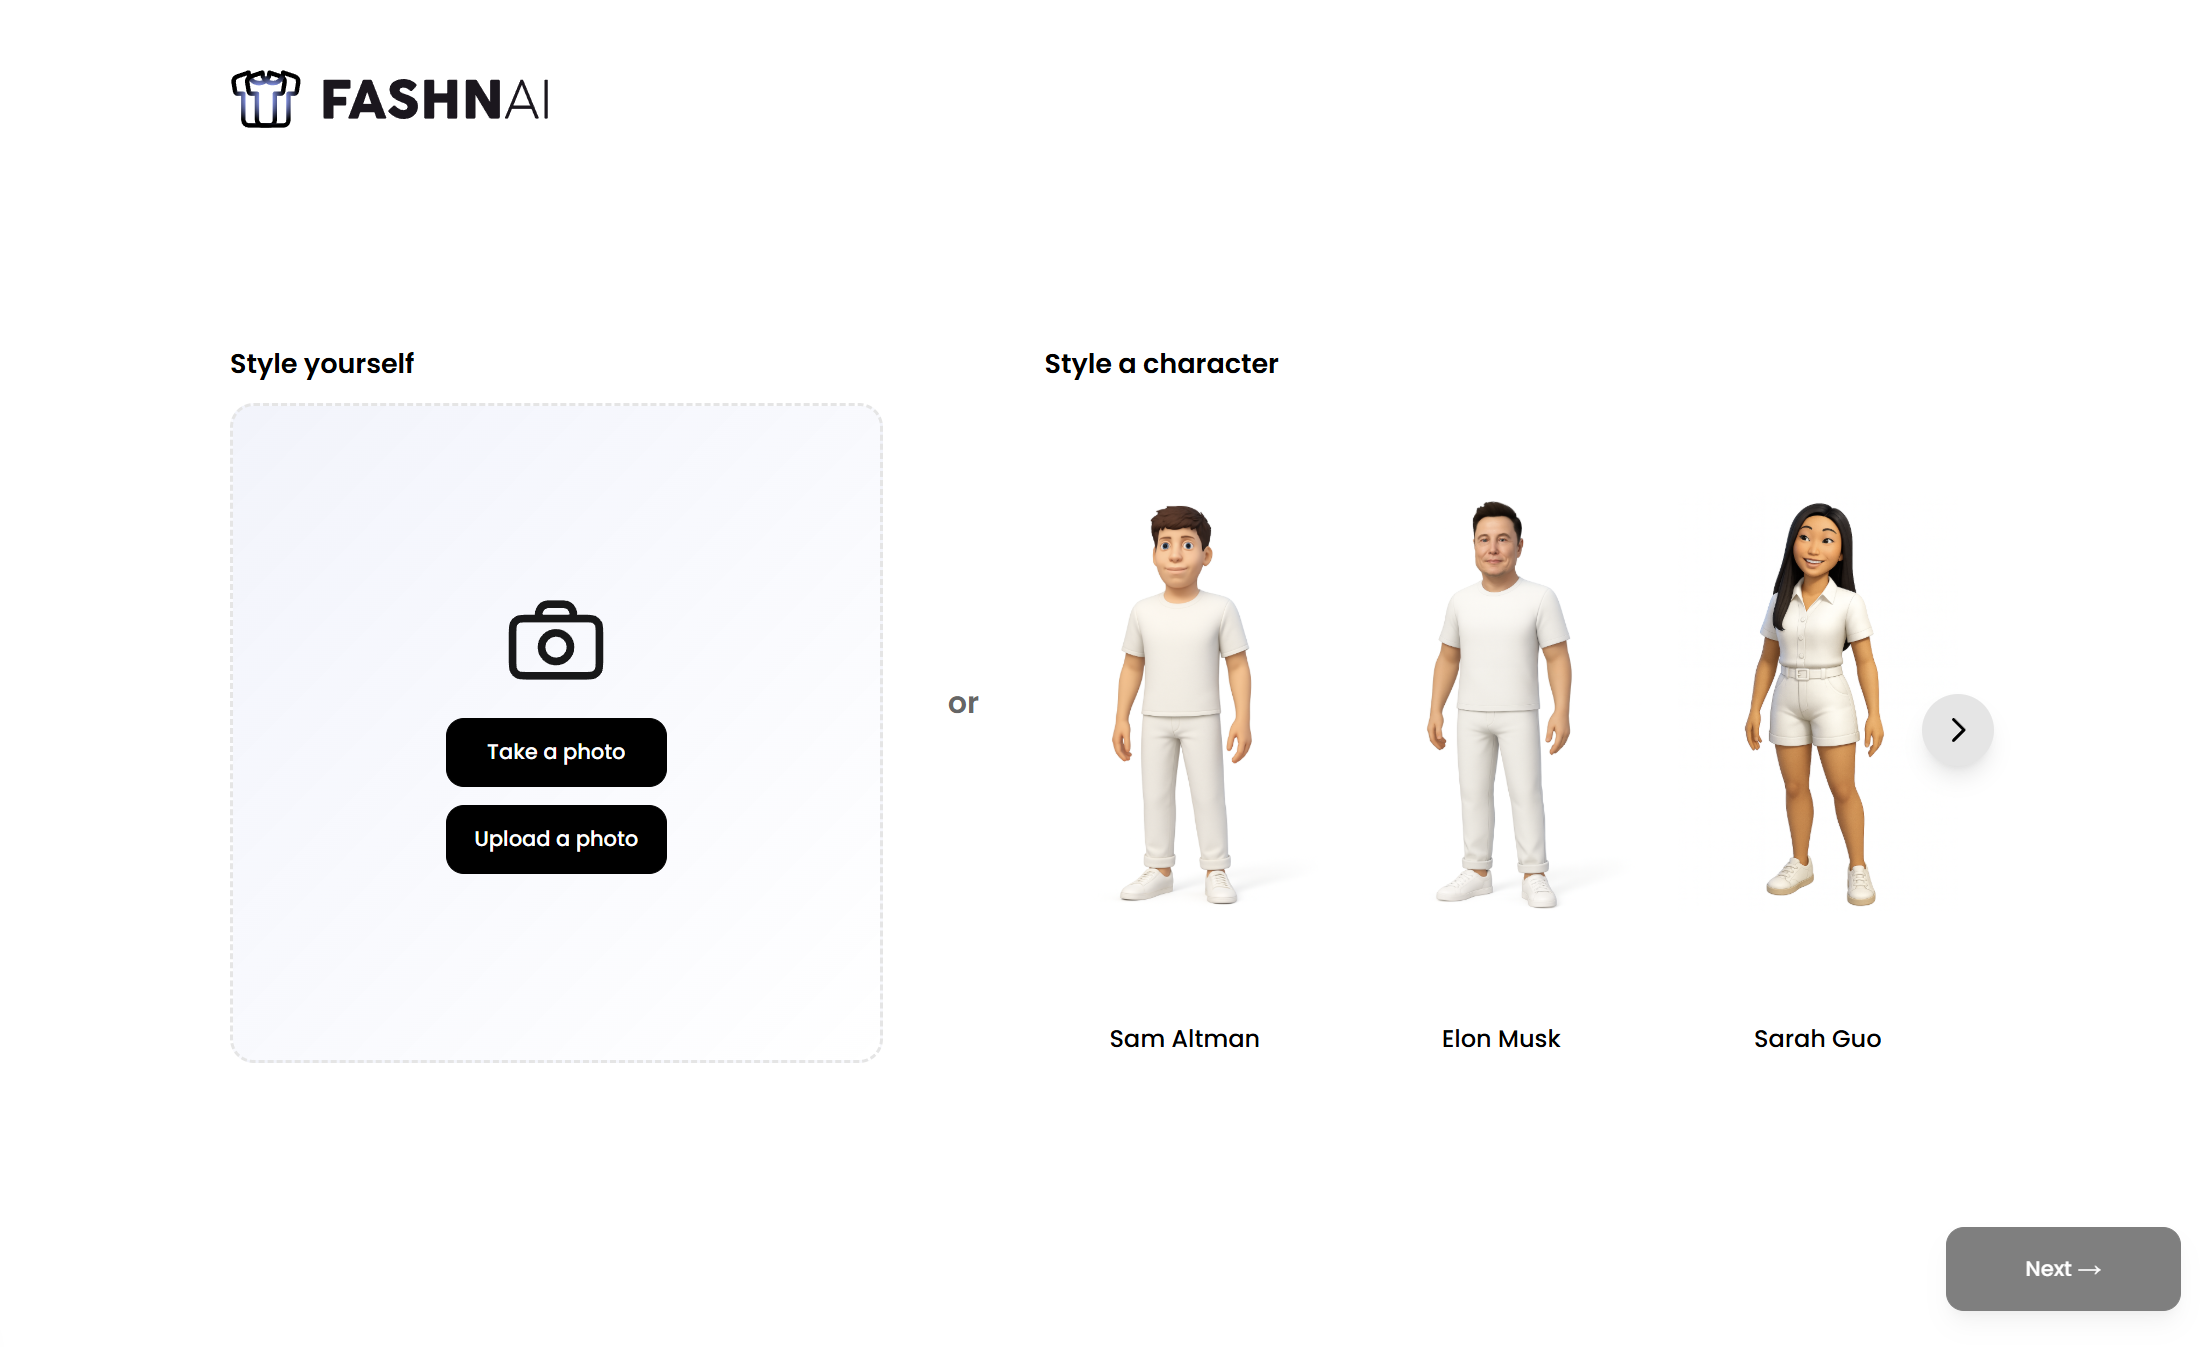 FASHNAI
Style yourself
Take a photo
Upload a photo
or
Style a character
Sam Altman
Elon Musk
Sarah Guo
Next →